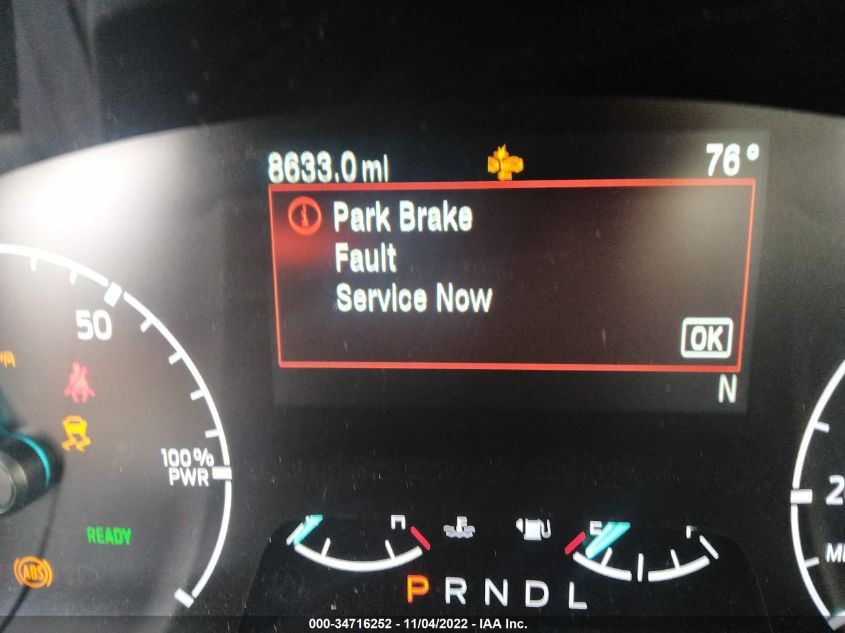 8633.0 mi 76°
Park Brake
Fault
Service Now
OK
N
50
100%
PWR
READY
ABS
E F
P R N D L
000-34716252 - 11/04/2022 - IAA Inc.